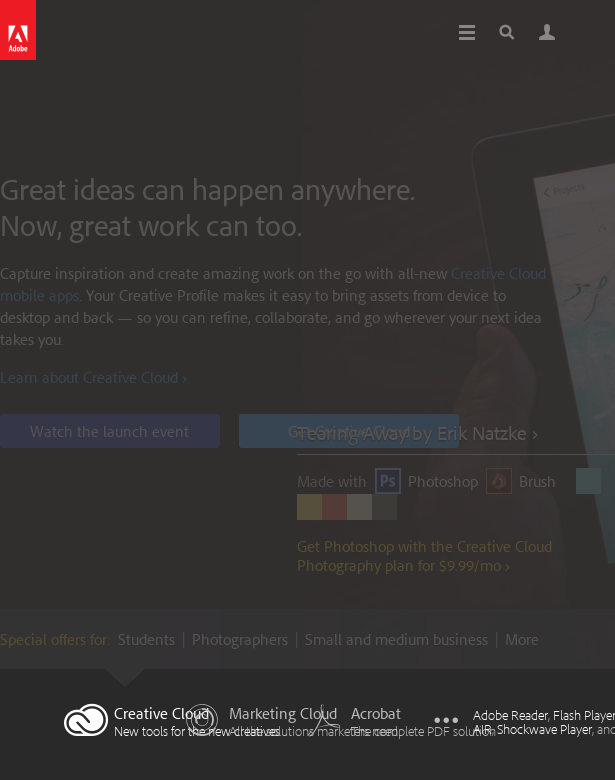 Adobe
Great ideas can happen anywhere.
Now, great work can too.
Projects
Capture inspiration and create amazing work on the go with all-new Creative Cloud
mobile apps. Your Creative Profile makes it easy to bring assets from device to
desktop and back — so you can refine, collaborate, and go wherever your next idea
takes you.
Learn about Creative Cloud ›
Watch the launch event
Get Creative Cloud
Tearing Away by Erik Natzke ›
Made with Ps Photoshop Brush
Get Photoshop with the Creative Cloud
Photography plan for $9.99/mo ›
Special offers for: Students | Photographers | Small and medium business | More
Creative Cloud
New tools for the new creatives
Marketing Cloud
All the solutions marketers need
Acrobat
The complete PDF solution
Adobe Reader, Flash Player
AIR, Shockwave Player, and